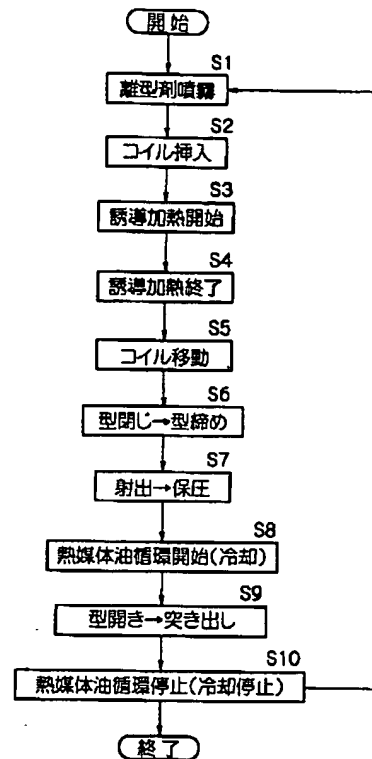 開始
S1
離型剤噴霧
S2
コイル挿入
S3
誘導加熱開始
S4
誘導加熱終了
S5
コイル移動
S6
型閉じ→型締め
S7
射出→保圧
S8
熱媒体油循環開始(冷却)
S9
型開き→突き出し
S10
熱媒体油循環停止(冷却停止)
終了